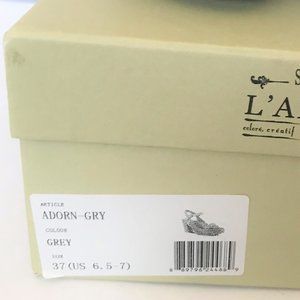 S
L'A
coloré, créatif
ARTICLE
ADORN-GRY
COLOUR
GREY
SIZE
37(US 6.5-7)